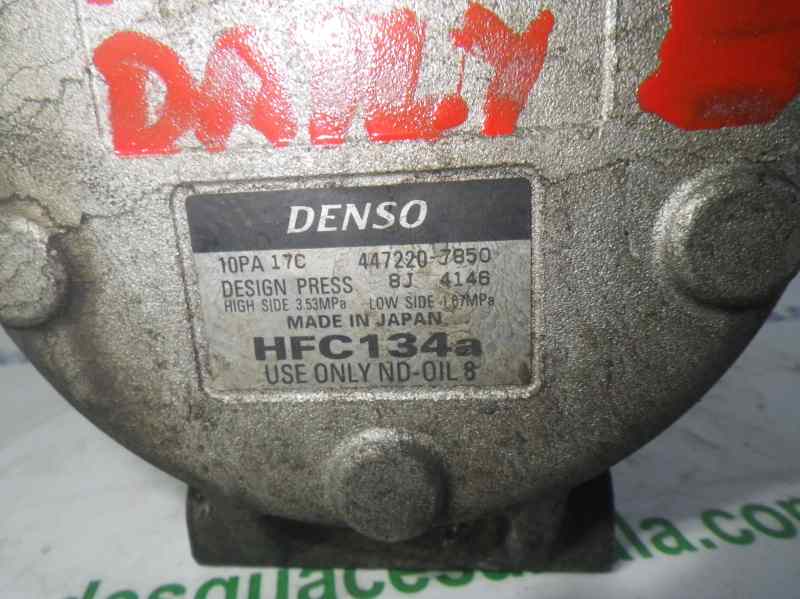 DAILY
DENSO
10PA 17C 447220-7850
DESIGN PRESS 8J 4146
HIGH SIDE 3.53MPa LOW SIDE 1.67MPa
MADE IN JAPAN
HFC134a
USE ONLY ND-OIL 8